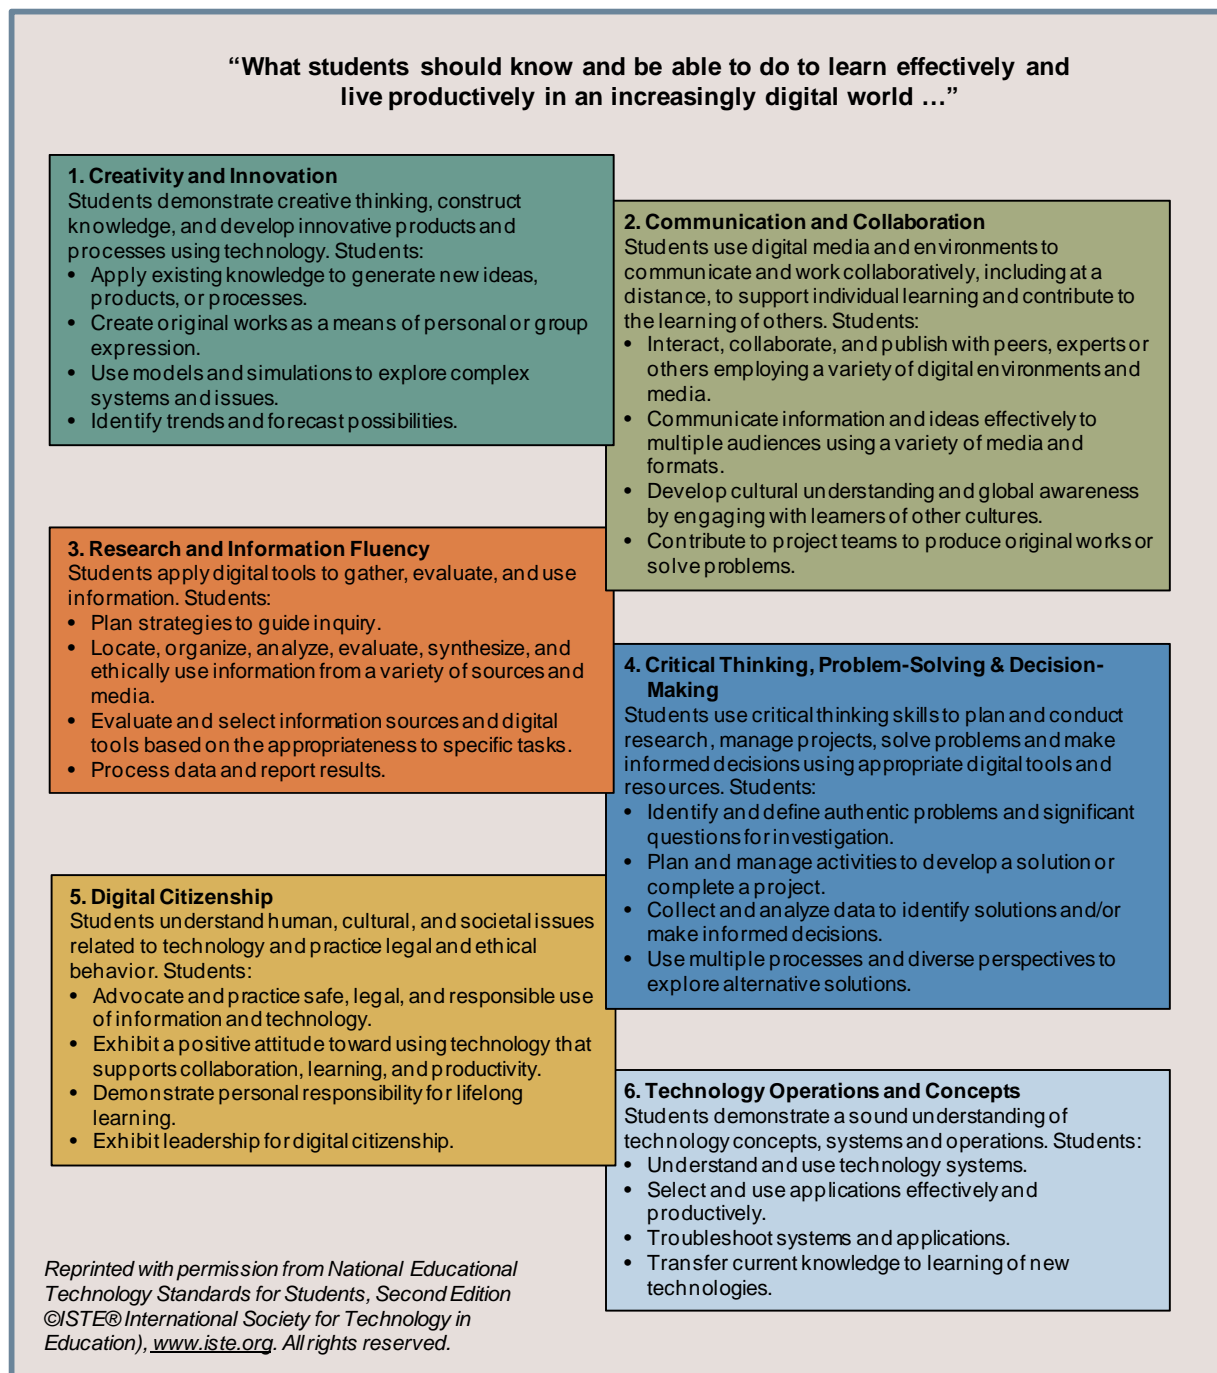 “What students should know and be able to do to learn effectively and
live productively in an increasingly digital world …”
1. Creativity and Innovation
Students demonstrate creative thinking, construct
knowledge, and develop innovative products and
processes using technology. Students:
• Apply existing knowledge to generate new ideas,
products, or processes.
• Create original works as a means of personal or group
expression.
• Use models and simulations to explore complex
systems and issues.
• Identify trends and forecast possibilities.
2. Communication and Collaboration
Students use digital media and environments to
communicate and work collaboratively, including at a
distance, to support individual learning and contribute to
the learning of others. Students:
• Interact, collaborate, and publish with peers, experts or
others employing a variety of digital environments and
media.
• Communicate information and ideas effectively to
multiple audiences using a variety of media and
formats.
• Develop cultural understanding and global awareness
by engaging with learners of other cultures.
• Contribute to project teams to produce original works or
solve problems.
3. Research and Information Fluency
Students apply digital tools to gather, evaluate, and use
information. Students:
• Plan strategies to guide inquiry.
• Locate, organize, analyze, evaluate, synthesize, and
ethically use information from a variety of sources and
media.
• Evaluate and select information sources and digital
tools based on the appropriateness to specific tasks.
• Process data and report results.
4. Critical Thinking, Problem-Solving & Decision-
Making
Students use critical thinking skills to plan and conduct
research, manage projects, solve problems and make
informed decisions using appropriate digital tools and
resources. Students:
• Identify and define authentic problems and significant
questions for investigation.
• Plan and manage activities to develop a solution or
complete a project.
• Collect and analyze data to identify solutions and/or
make informed decisions.
• Use multiple processes and diverse perspectives to
explore alternative solutions.
5. Digital Citizenship
Students understand human, cultural, and societal issues
related to technology and practice legal and ethical
behavior. Students:
• Advocate and practice safe, legal, and responsible use
of information and technology.
• Exhibit a positive attitude toward using technology that
supports collaboration, learning, and productivity.
• Demonstrate personal responsibility for lifelong
learning.
• Exhibit leadership for digital citizenship.
6. Technology Operations and Concepts
Students demonstrate a sound understanding of
technology concepts, systems and operations. Students:
• Understand and use technology systems.
• Select and use applications effectively and
productively.
• Troubleshoot systems and applications.
• Transfer current knowledge to learning of new
technologies.
Reprinted with permission from National Educational
Technology Standards for Students, Second Edition
©ISTE® International Society for Technology in
Education), www.iste.org. All rights reserved.